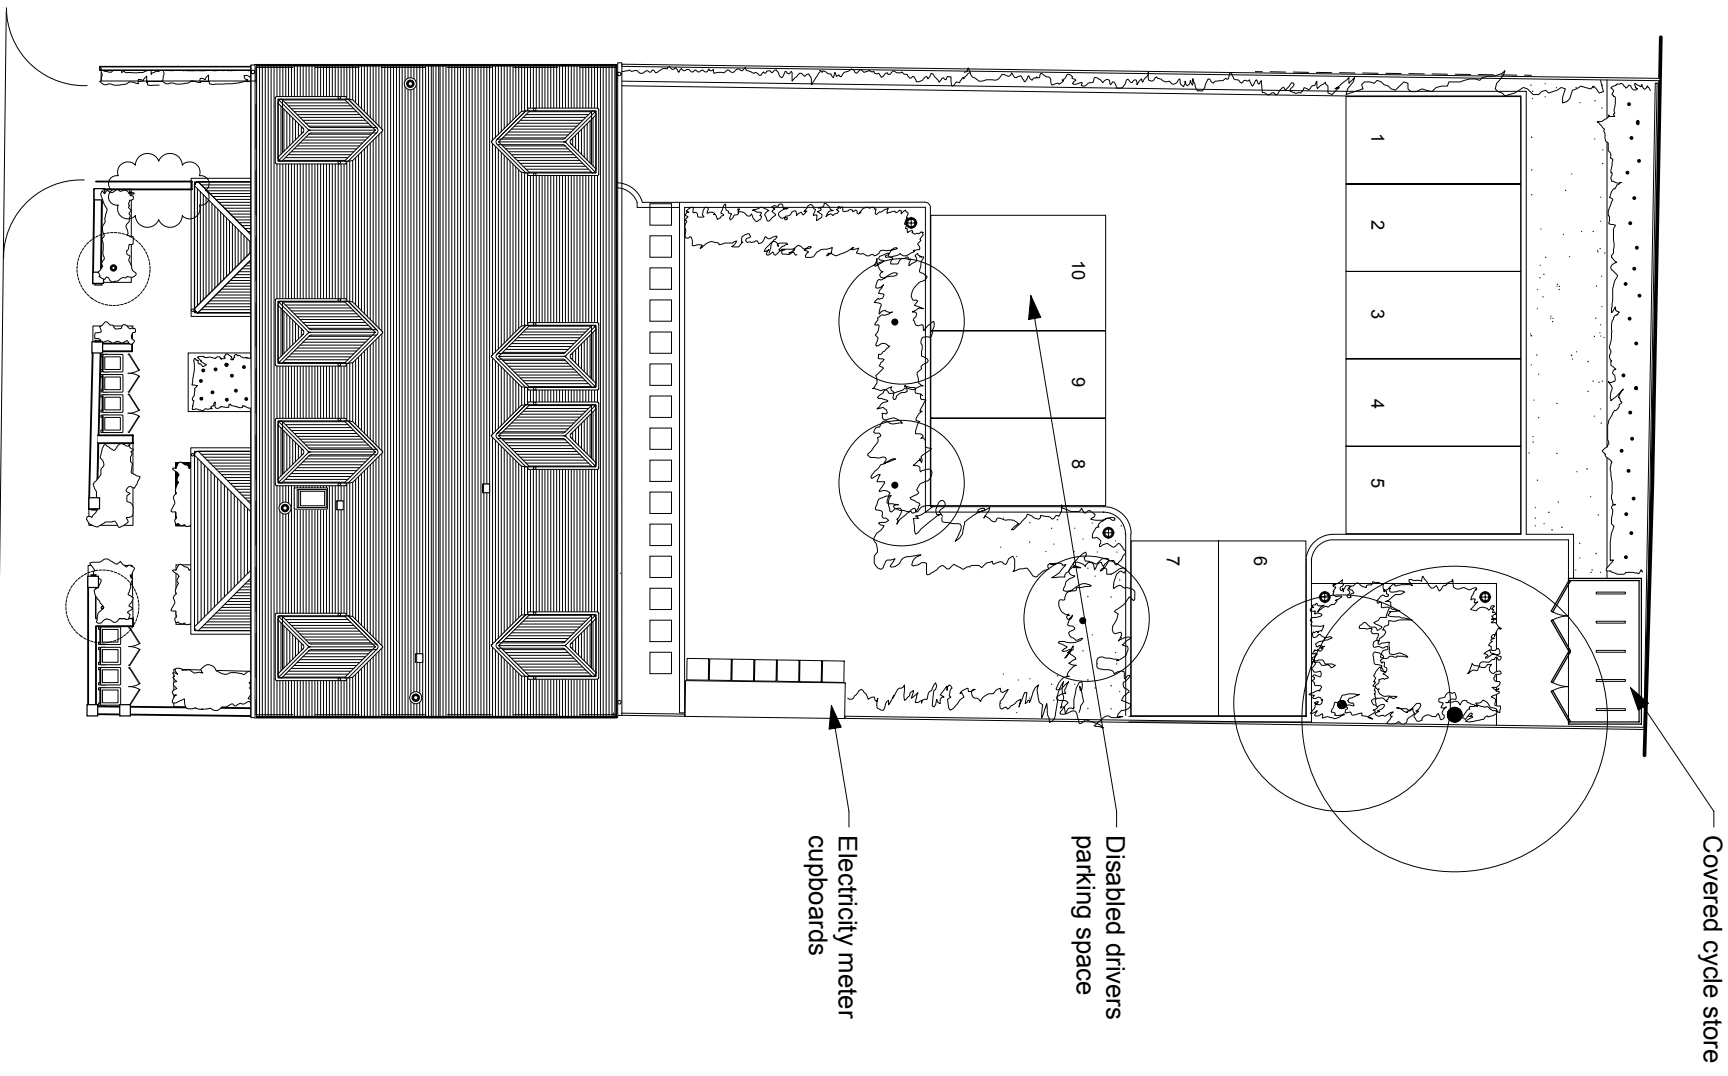 1
2
3
4
5
10
9
8
7
6
Electricity meter
cupboards
Disabled drivers
parking space
Covered cycle store